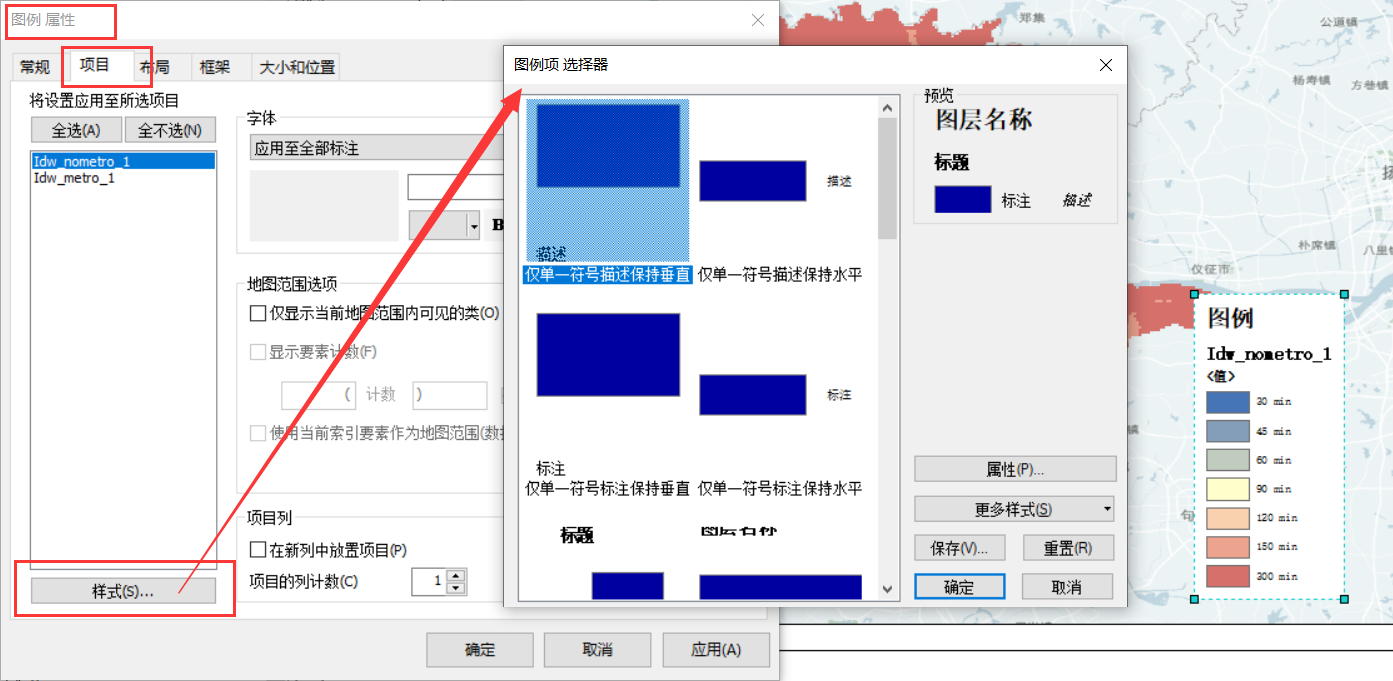 图例 属性
常规
项目
布局
框架
大小和位置
将设置应用至所选项目
全选(A)
全不选(N)
Idw_nometro_1
Idw_metro_1
样式(S)...
字体
应用至全部标注
B
地图范围选项
仅显示当前地图范围内可见的类(O)
显示要素计数(F)
( 计数 )
使用当前索引要素作为地图范围(数
项目列
在新列中放置项目(P)
项目的列计数(C)
1
确定
取消
应用(A)
图例项 选择器
描述
仅单一符号描述保持垂直
描述
仅单一符号描述保持水平
标注
仅单一符号标注保持垂直
标注
仅单一符号标注保持水平
标题
图层名称
预览
图层名称
标题
标注
描述
属性(P)...
更多样式(S)
保存(V)...
重置(R)
确定
取消
郑集
公道镇
杨寿镇
方巷镇
扬
朴席镇
八里
仪征市
镇
句
图例
Idw_nometro_1
<值>
30 min
45 min
60 min
90 min
120 min
150 min
300 min